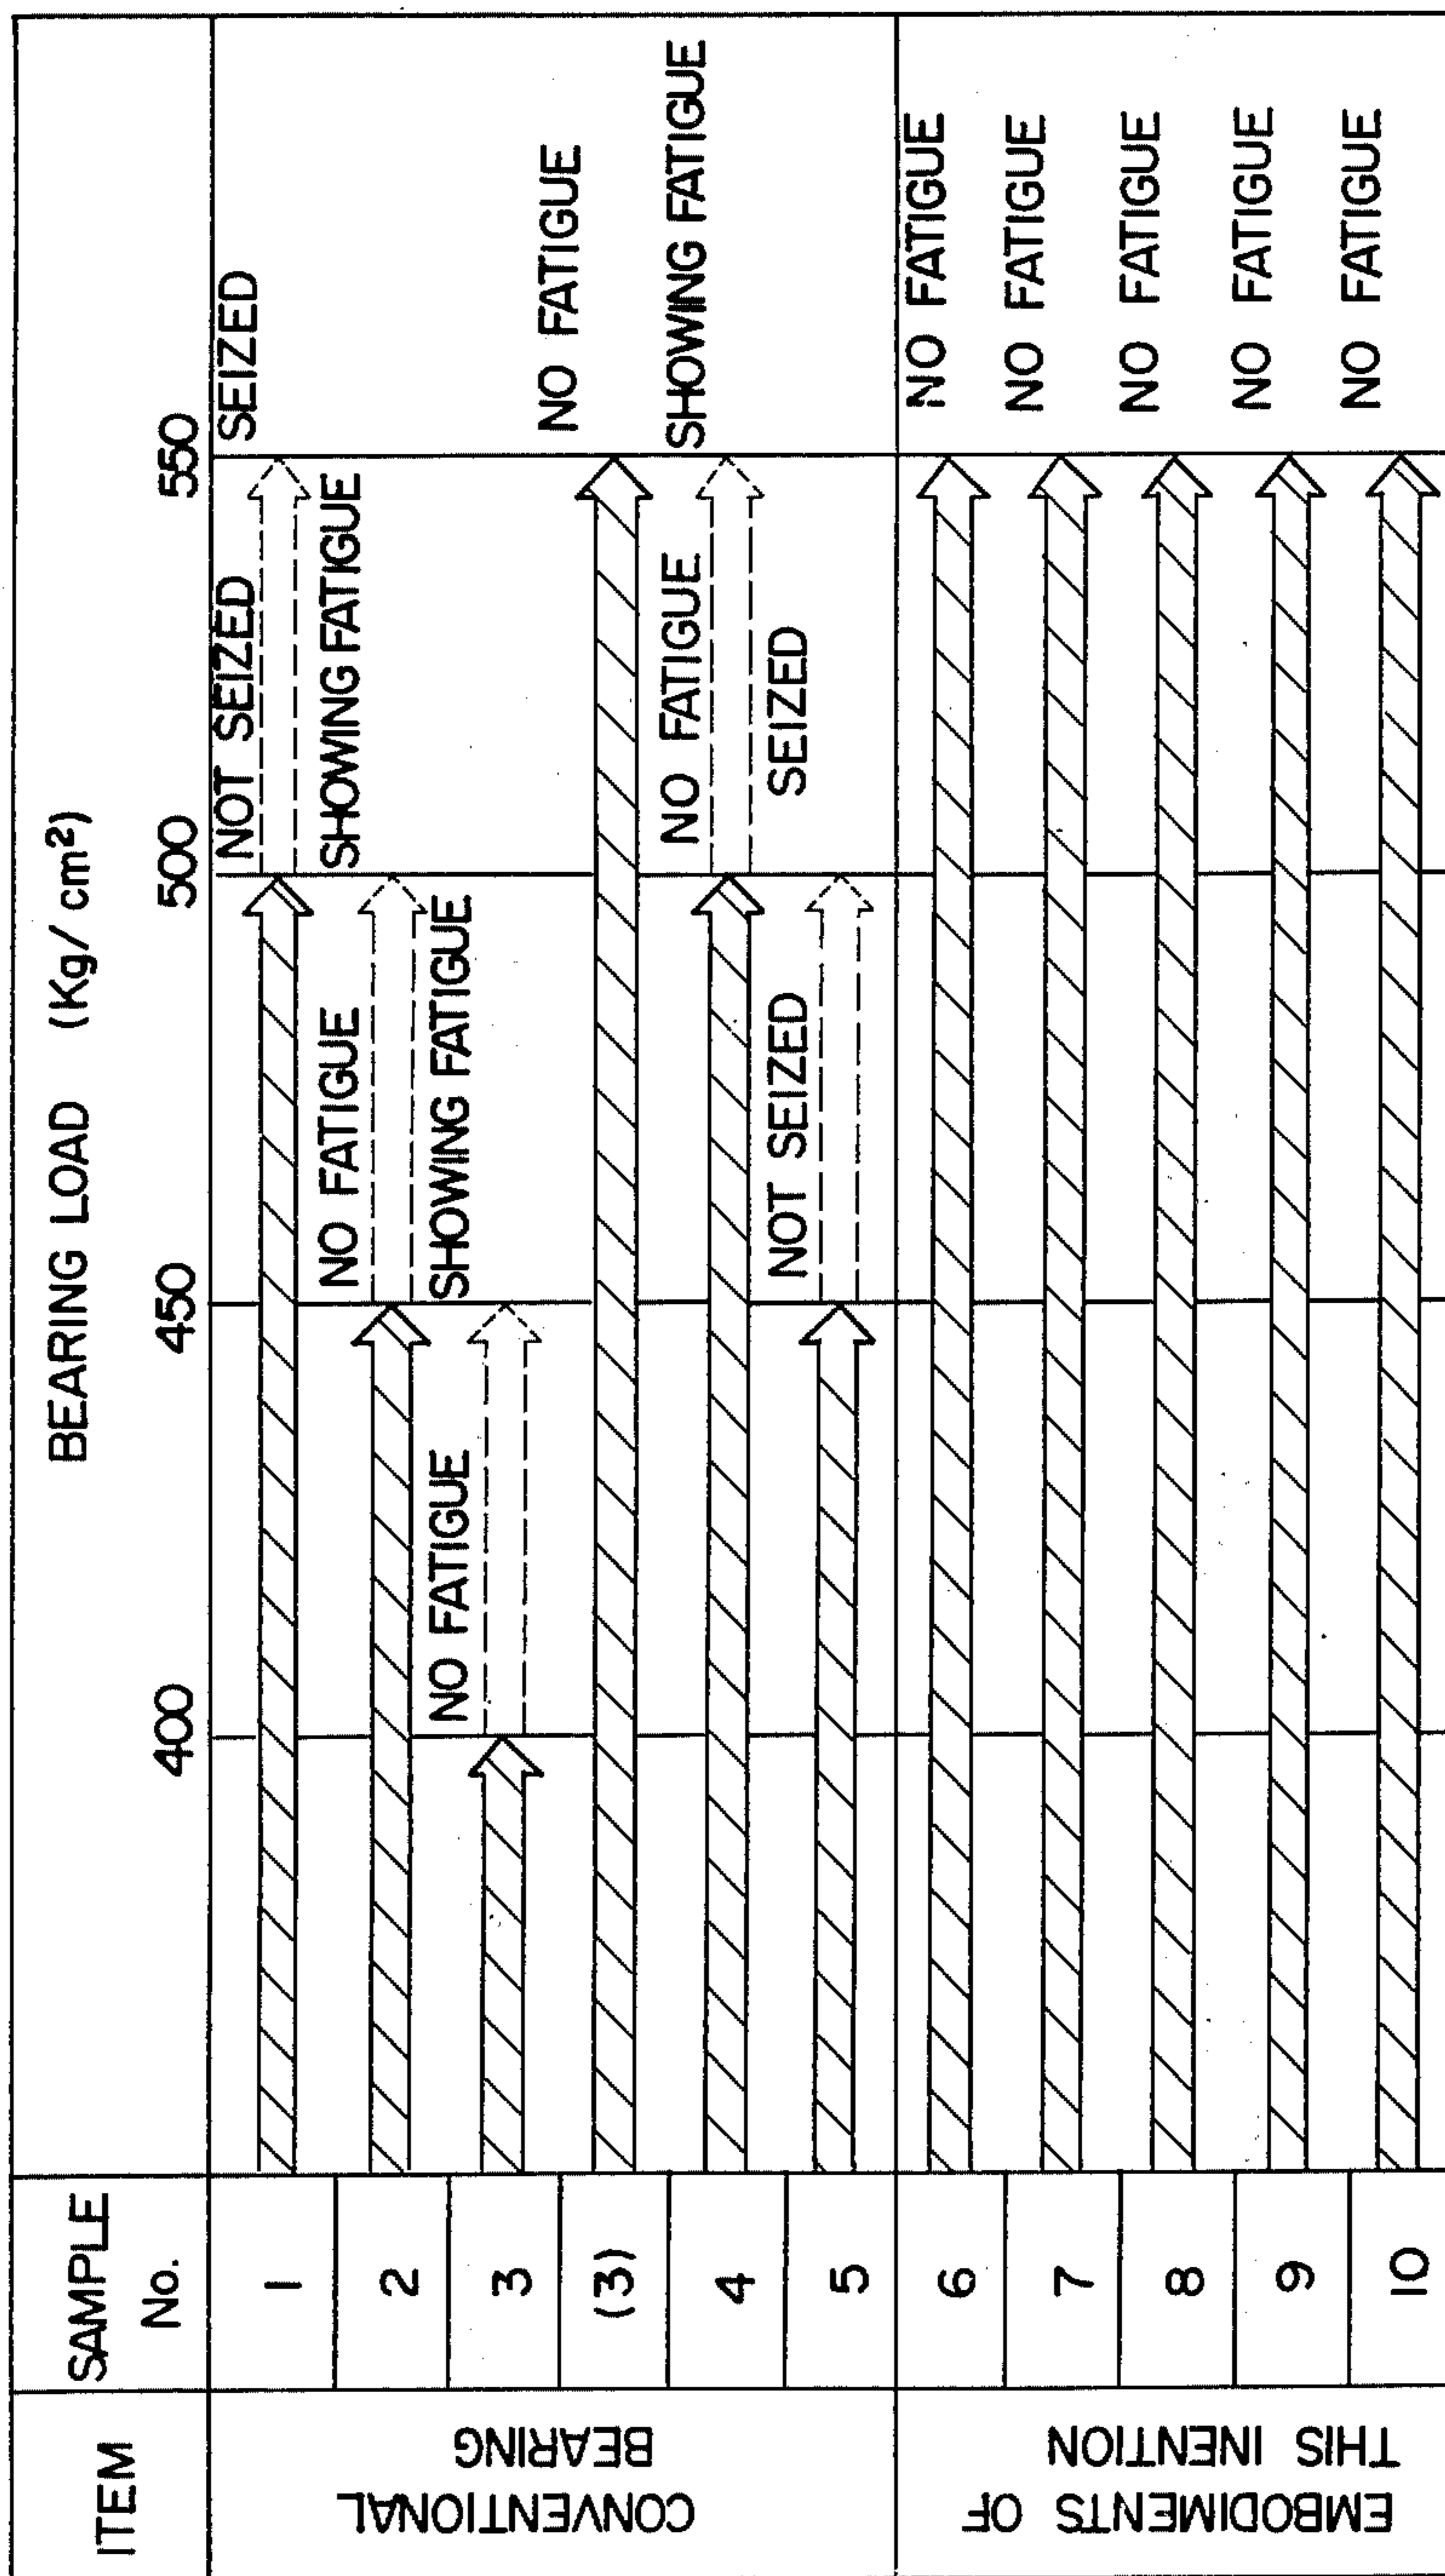 ITEM
SAMPLE
No.
BEARING LOAD (Kg/cm²)
400
450
500
550
CONVENTIONAL
BEARING
1
NOT SEIZED
SEIZED
2
NO FATIGUE
SHOWING FATIGUE
3
NO FATIGUE
SHOWING FATIGUE
(3)
NO FATIGUE
4
NO FATIGUE
SHOWING FATIGUE
5
NOT SEIZED
SEIZED
EMBODIMENTS OF
THIS INENTION
6
NO FATIGUE
7
NO FATIGUE
8
NO FATIGUE
9
NO FATIGUE
10
NO FATIGUE